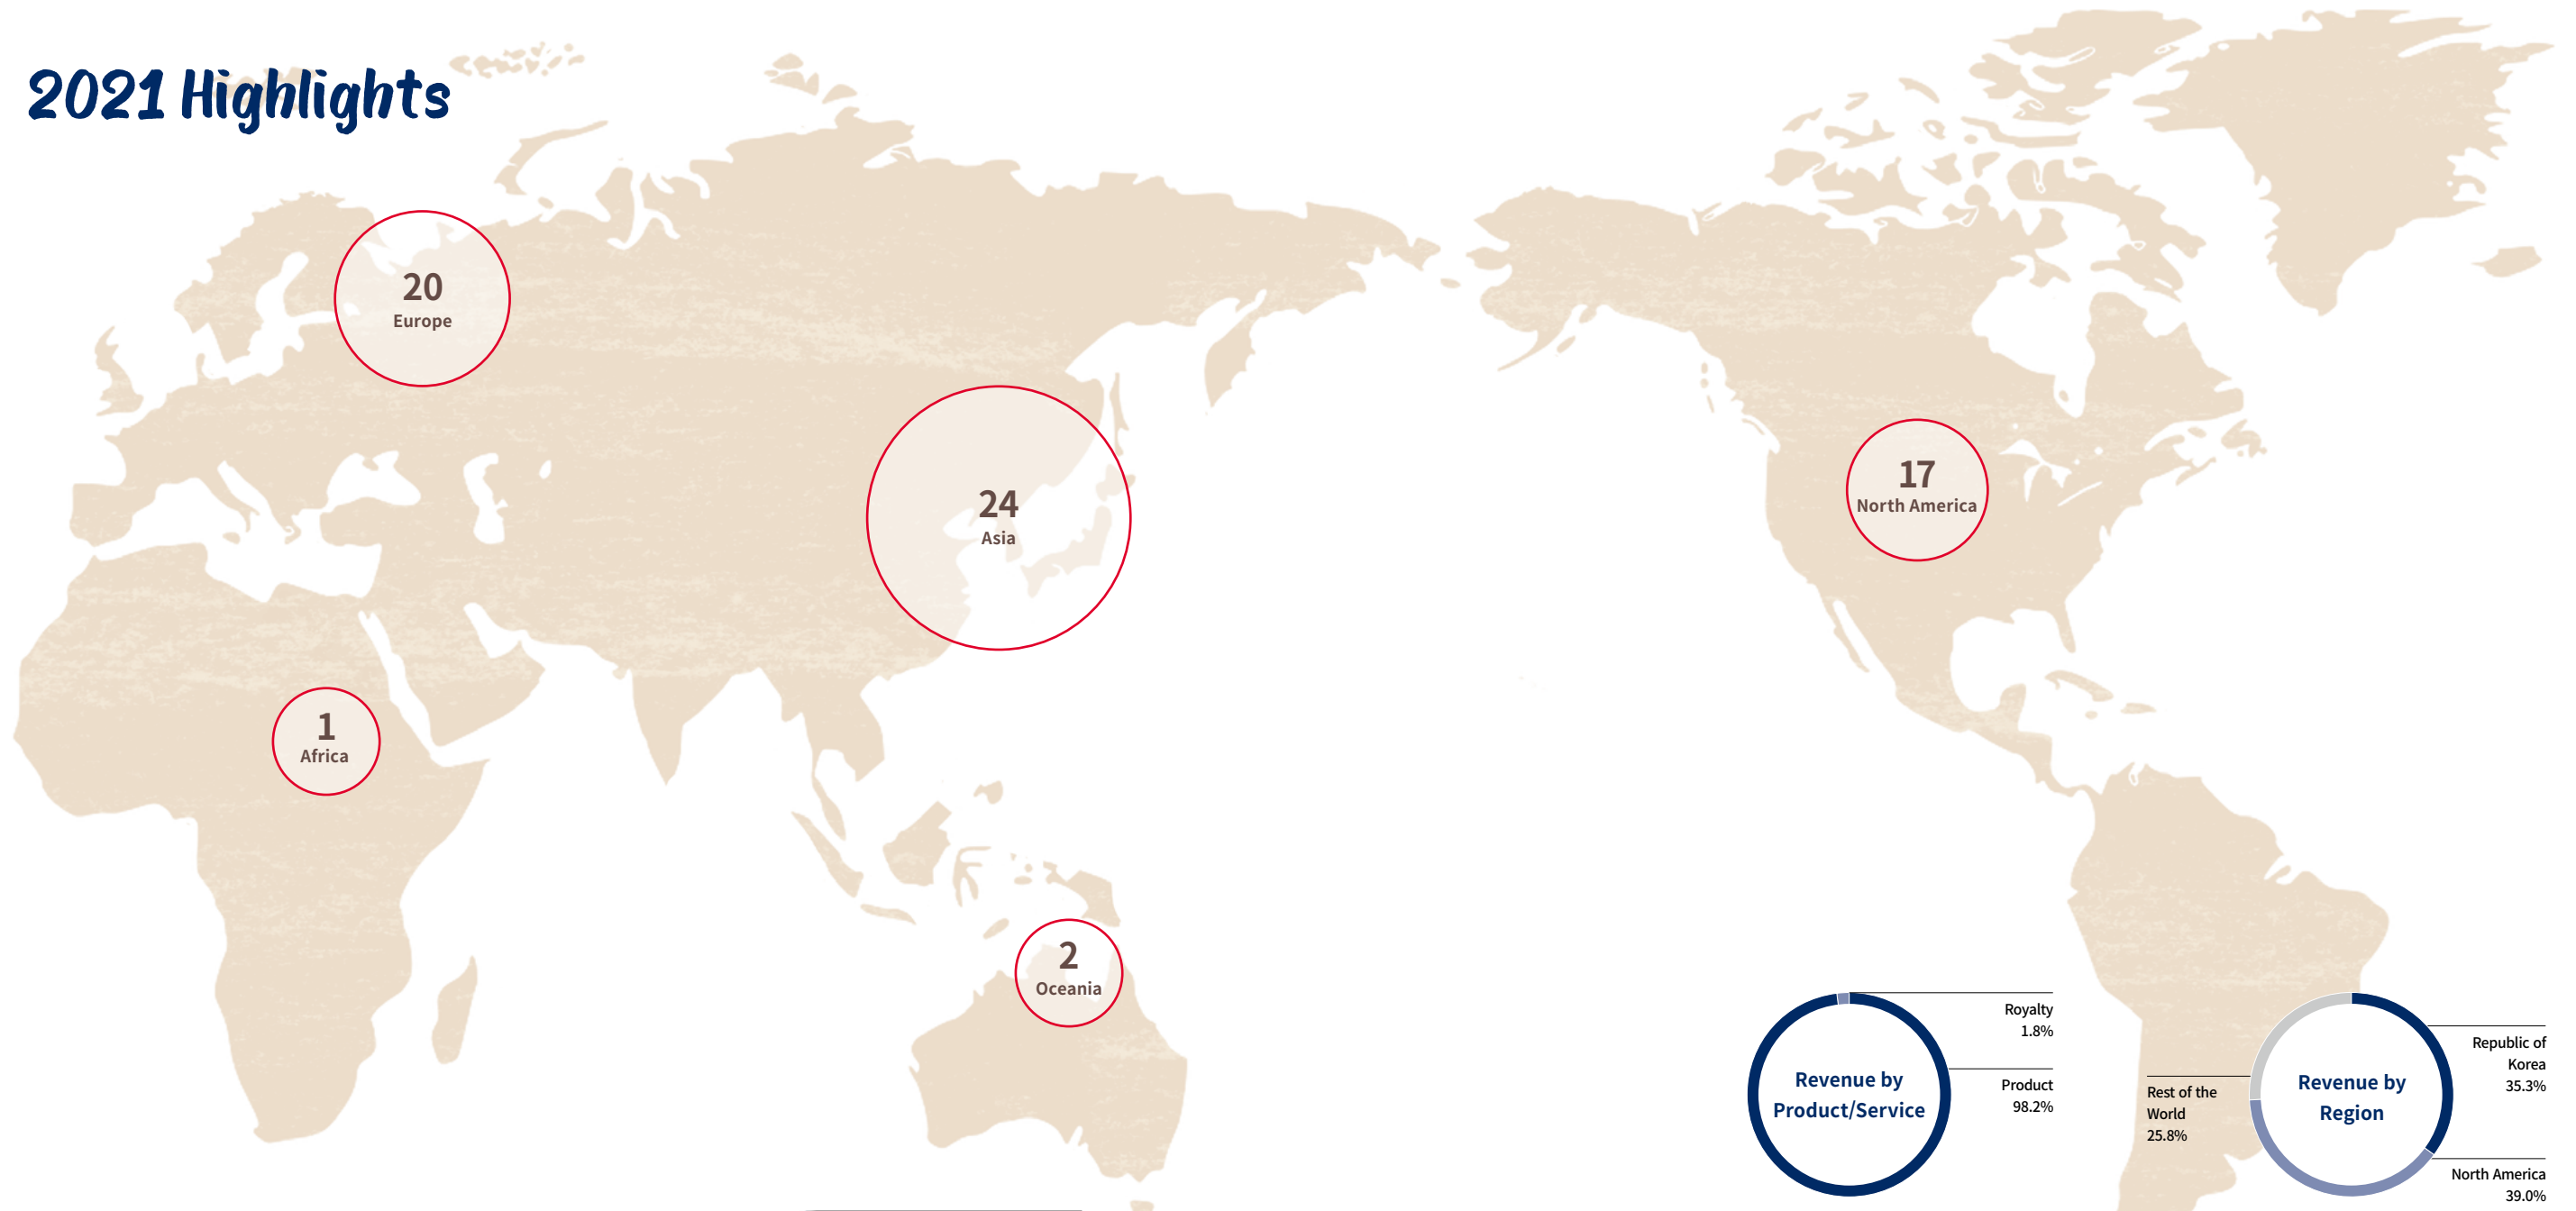 2021 Highlights
20
Europe
24
Asia
17
North America
1
Africa
2
Oceania
Revenue by
Product/Service
Royalty
1.8%
Product
98.2%
Revenue by
Region
Republic of
Korea
35.3%
Rest of the
World
25.8%
North America
39.0%